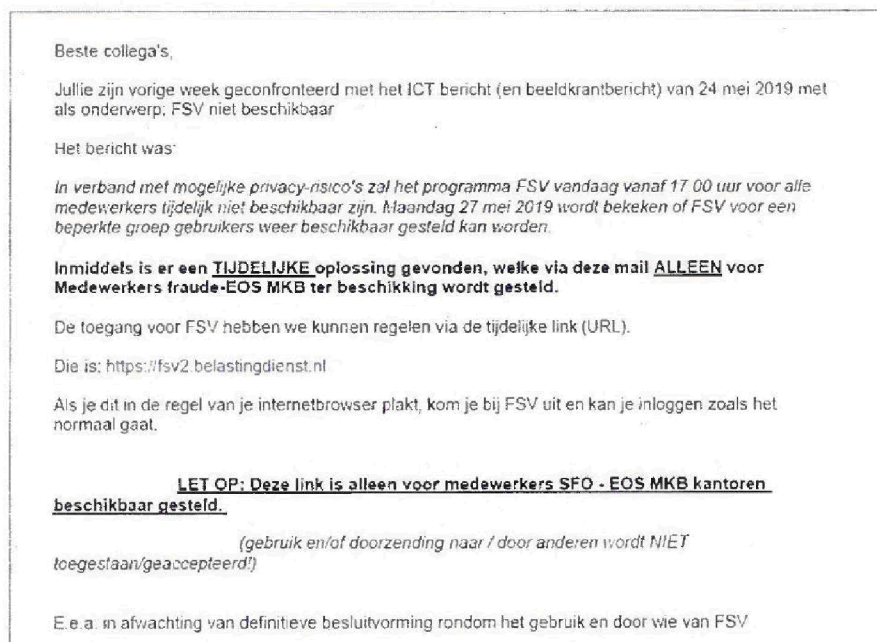 Beste collega's,
Jullie zijn vorige week geconfronteerd met het ICT bericht (en beeldkrantbericht) van 24 mei 2019 met
als onderwerp; FSV niet beschikbaar
Het bericht was:
In verband met mogelijke privacy-risico's zal het programma FSV vandaag vanaf 17 00 uur voor alle
medewerkers tijdelijk niet beschikbaar zijn. Maandag 27 mei 2019 wordt bekeken of FSV voor een
beperkte groep gebruikers weer beschikbaar gesteld kan worden.
Inmiddels is er een TIJDELIJKE oplossing gevonden, welke via deze mail ALLEEN voor
Medewerkers fraude-EOS MKB ter beschikking wordt gesteld.
De toegang voor FSV hebben we kunnen regelen via de tijdelijke link (URL).
Die is: https://fsv2.belastingdienst.nl
Als je dit in de regel van je internetbrowser plakt, kom je bij FSV uit en kan je inloggen zoals het
normaal gaat.
LET OP: Deze link is alleen voor medewerkers SFO - EOS MKB kantoren
beschikbaar gesteld.
(gebruik en/of doorzending naar / door anderen wordt NIET
toegestaan/geaccepteerd!)
E.e.a. in afwachting van definitieve besluitvorming rondom het gebruik en door wie van FSV